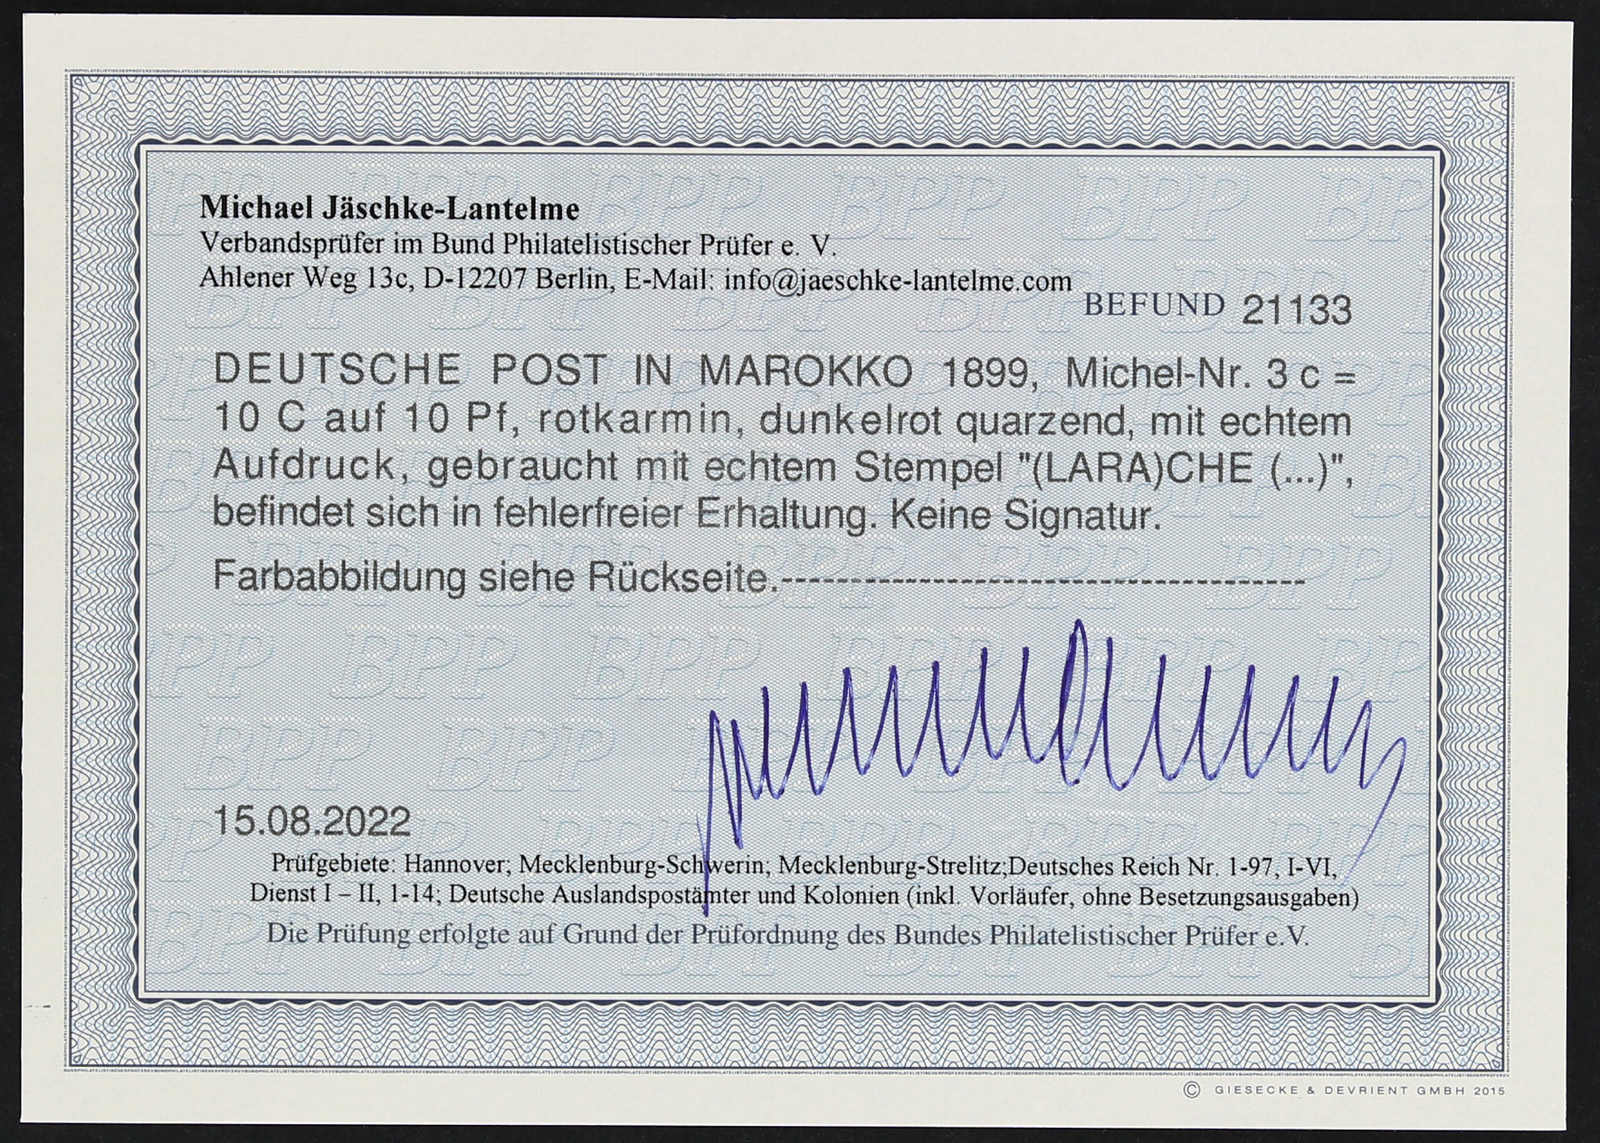 Michael Jäschke-Lantelme
Verbandsprüfer im Bund Philatelistischer Prüfer e. V.
Ahlener Weg 13c, D-12207 Berlin, E-Mail: info@jaeschke-lantelme.com
BEFUND 21133
DEUTSCHE POST IN MAROKKO 1899, Michel-Nr. 3 c =
10 C auf 10 Pf, rotkarmin, dunkelrot quarzend, mit echtem
Aufdruck, gebraucht mit echtem Stempel "(LARA)CHE (...)",
befindet sich in fehlerfreier Erhaltung. Keine Signatur.
Farbabbildung siehe Rückseite.--------------------------------------
15.08.2022
Prüfgebiete: Hannover; Mecklenburg-Schwerin; Mecklenburg-Strelitz;Deutsches Reich Nr. 1-97, I-VI,
Dienst I – II, 1-14; Deutsche Auslandspostämter und Kolonien (inkl. Vorläufer, ohne Besetzungsausgaben)
Die Prüfung erfolgte auf Grund der Prüfordnung des Bundes Philatelistischer Prüfer e.V.
© GIESECKE & DEVRIENT GMBH 2015